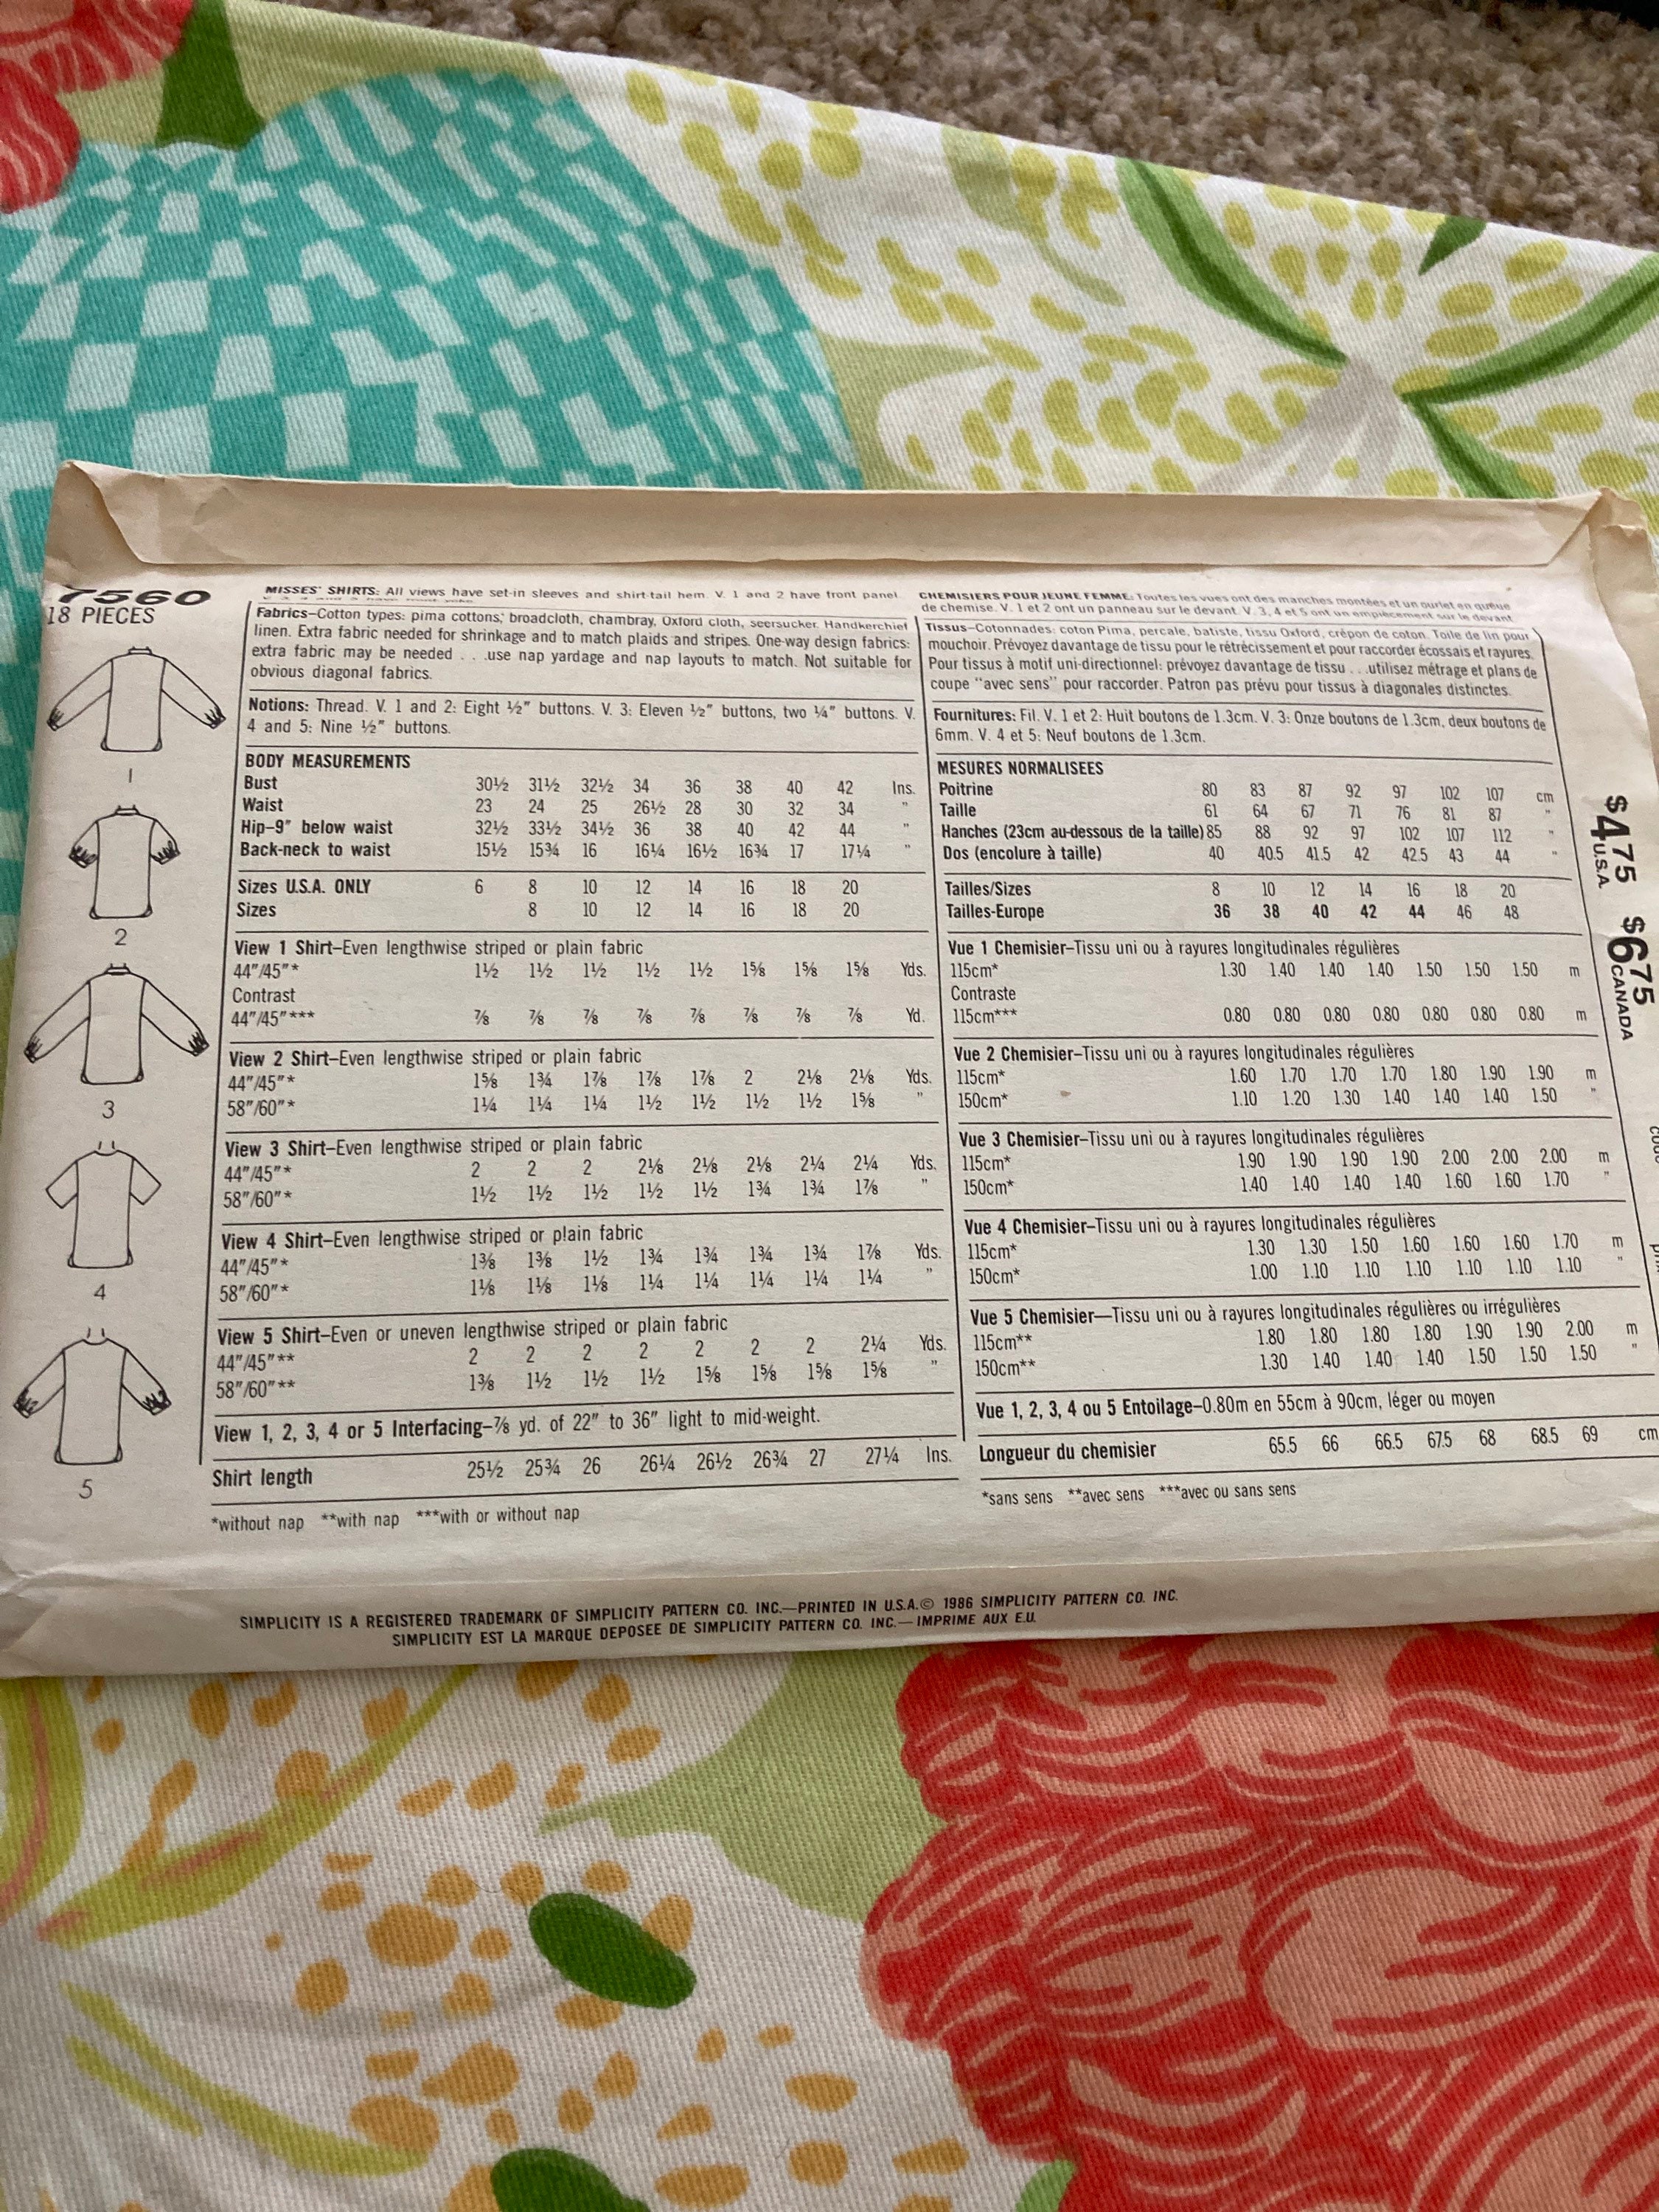 7560
18 PIECES
1
2
3
4
5
MISSES' SHIRTS: All views have set-in sleeves and shirt-tail hem. V. 1 and 2 have front panel.
Fabrics–Cotton types: pima cottons, broadcloth, chambray, Oxford cloth, seersucker. Handkerchief
linen. Extra fabric needed for shrinkage and to match plaids and stripes. One-way design fabrics:
extra fabric may be needed . . .use nap yardage and nap layouts to match. Not suitable for
obvious diagonal fabrics.
Notions: Thread. V. 1 and 2: Eight ½" buttons. V. 3: Eleven ½" buttons, two ¼" buttons. V.
4 and 5: Nine ½" buttons.
BODY MEASUREMENTS
Bust 30½ 31½ 32½ 34 36 38 40 42 Ins.
Waist 23 24 25 26½ 28 30 32 34 "
Hip–9" below waist 32½ 33½ 34½ 36 38 40 42 44 "
Back-neck to waist 15½ 15¾ 16 16¼ 16½ 16¾ 17 17¼ "
Sizes U.S.A. ONLY 6 8 10 12 14 16 18 20
Sizes 8 10 12 14 16 18 20
View 1 Shirt–Even lengthwise striped or plain fabric
44"/45"* 1½ 1½ 1½ 1½ 1½ 1⅝ 1⅝ 1⅝ Yds.
Contrast
44"/45"*** ⅞ ⅞ ⅞ ⅞ ⅞ ⅞ ⅞ ⅞ Yd.
View 2 Shirt–Even lengthwise striped or plain fabric
44"/45"* 1⅝ 1¾ 1⅞ 1⅞ 1⅞ 2 2⅛ 2⅛ Yds.
58"/60"* 1¼ 1¼ 1¼ 1½ 1½ 1½ 1½ 1⅝ "
View 3 Shirt–Even lengthwise striped or plain fabric
44"/45"* 2 2 2 2⅛ 2⅛ 2⅛ 2¼ 2¼ Yds.
58"/60"* 1½ 1½ 1½ 1½ 1½ 1¾ 1¾ 1⅞ "
View 4 Shirt–Even lengthwise striped or plain fabric
44"/45"* 1⅜ 1⅜ 1½ 1¾ 1¾ 1¾ 1¾ 1⅞ Yds.
58"/60"* 1⅛ 1⅛ 1⅛ 1¼ 1¼ 1¼ 1¼ 1¼ "
View 5 Shirt–Even or uneven lengthwise striped or plain fabric
44"/45"** 2 2 2 2 2 2 2 2¼ Yds.
58"/60"** 1⅜ 1½ 1½ 1½ 1⅝ 1⅝ 1⅝ 1⅝ "
View 1, 2, 3, 4 or 5 Interfacing–⅞ yd. of 22" to 36" light to mid-weight.
Shirt length 25½ 25¾ 26 26¼ 26½ 26¾ 27 27¼ Ins.
*without nap **with nap ***with or without nap
CHEMISIERS POUR JEUNE FEMME: Toutes les vues ont des manches montées et un ourlet en queue
de chemise. V. 1 et 2 ont un panneau sur le devant. V. 3, 4 et 5 ont un empiècement sur le devant.
Tissus–Cotonnades: coton Pima, percale, batiste, tissu Oxford, crépon de coton. Toile de lin pour
mouchoir. Prévoyez davantage de tissu pour le rétrécissement et pour raccorder écossais et rayures.
Pour tissus à motif uni-directionnel: prévoyez davantage de tissu . . .utilisez métrage et plans de
coupe "avec sens" pour raccorder. Patron pas prévu pour tissus à diagonales distinctes.
Fournitures: Fil. V. 1 et 2: Huit boutons de 1.3cm. V. 3: Onze boutons de 1.3cm, deux boutons de
6mm. V. 4 et 5: Neuf boutons de 1.3cm.
MESURES NORMALISEES
Poitrine 80 83 87 92 97 102 107 cm
Taille 61 64 67 71 76 81 87 "
Hanches (23cm au-dessous de la taille) 85 88 92 97 102 107 112 "
Dos (encolure à taille) 40 40.5 41.5 42 42.5 43 44 "
Tailles/Sizes 8 10 12 14 16 18 20
Tailles-Europe 36 38 40 42 44 46 48
Vue 1 Chemisier–Tissu uni ou à rayures longitudinales régulières
115cm* 1.30 1.40 1.40 1.40 1.50 1.50 1.50 m
Contraste
115cm*** 0.80 0.80 0.80 0.80 0.80 0.80 0.80 m
Vue 2 Chemisier–Tissu uni ou à rayures longitudinales régulières
115cm* 1.60 1.70 1.70 1.70 1.80 1.90 1.90 m
150cm* 1.10 1.20 1.30 1.40 1.40 1.40 1.50 "
Vue 3 Chemisier–Tissu uni ou à rayures longitudinales régulières
115cm* 1.90 1.90 1.90 1.90 2.00 2.00 2.00 m
150cm* 1.40 1.40 1.40 1.40 1.60 1.60 1.70 "
Vue 4 Chemisier–Tissu uni ou à rayures longitudinales régulières
115cm* 1.30 1.30 1.50 1.60 1.60 1.60 1.70 m
150cm* 1.00 1.10 1.10 1.10 1.10 1.10 1.10 "
Vue 5 Chemisier—Tissu uni ou à rayures longitudinales régulières ou irrégulières
115cm** 1.80 1.80 1.80 1.80 1.90 1.90 2.00 m
150cm** 1.30 1.40 1.40 1.40 1.50 1.50 1.50 "
Vue 1, 2, 3, 4 ou 5 Entoilage–0.80m en 55cm à 90cm, léger ou moyen
Longueur du chemisier 65.5 66 66.5 67.5 68 68.5 69 cm
*sans sens **avec sens ***avec ou sans sens
$475 U.S.A.
$675 CANADA
SIMPLICITY IS A REGISTERED TRADEMARK OF SIMPLICITY PATTERN CO. INC.—PRINTED IN U.S.A.© 1986 SIMPLICITY PATTERN CO. INC.
SIMPLICITY EST LA MARQUE DEPOSEE DE SIMPLICITY PATTERN CO. INC.— IMPRIME AUX E.U.